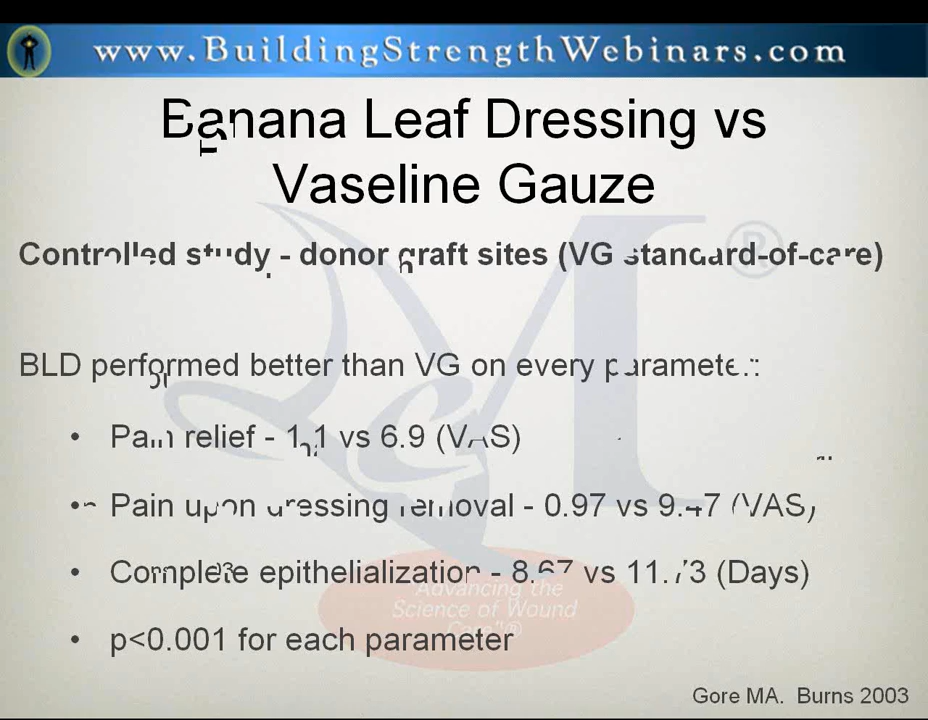 www.BuildingStrengthWebinars.com
Banana Leaf Dressing vs
Vaseline Gauze
Controlled study - donor graft sites (VG standard-of-care)
®
BLD performed better than VG on every parameter:
• Pain relief - 1.1 vs 6.9 (VAS)
• Pain upon dressing removal - 0.97 vs 9.47 (VAS)
• Complete epithelialization - 8.67 vs 11.73 (Days)
Advancing the
Science of Wound
Care"®
• p<0.001 for each parameter
Gore MA. Burns 2003